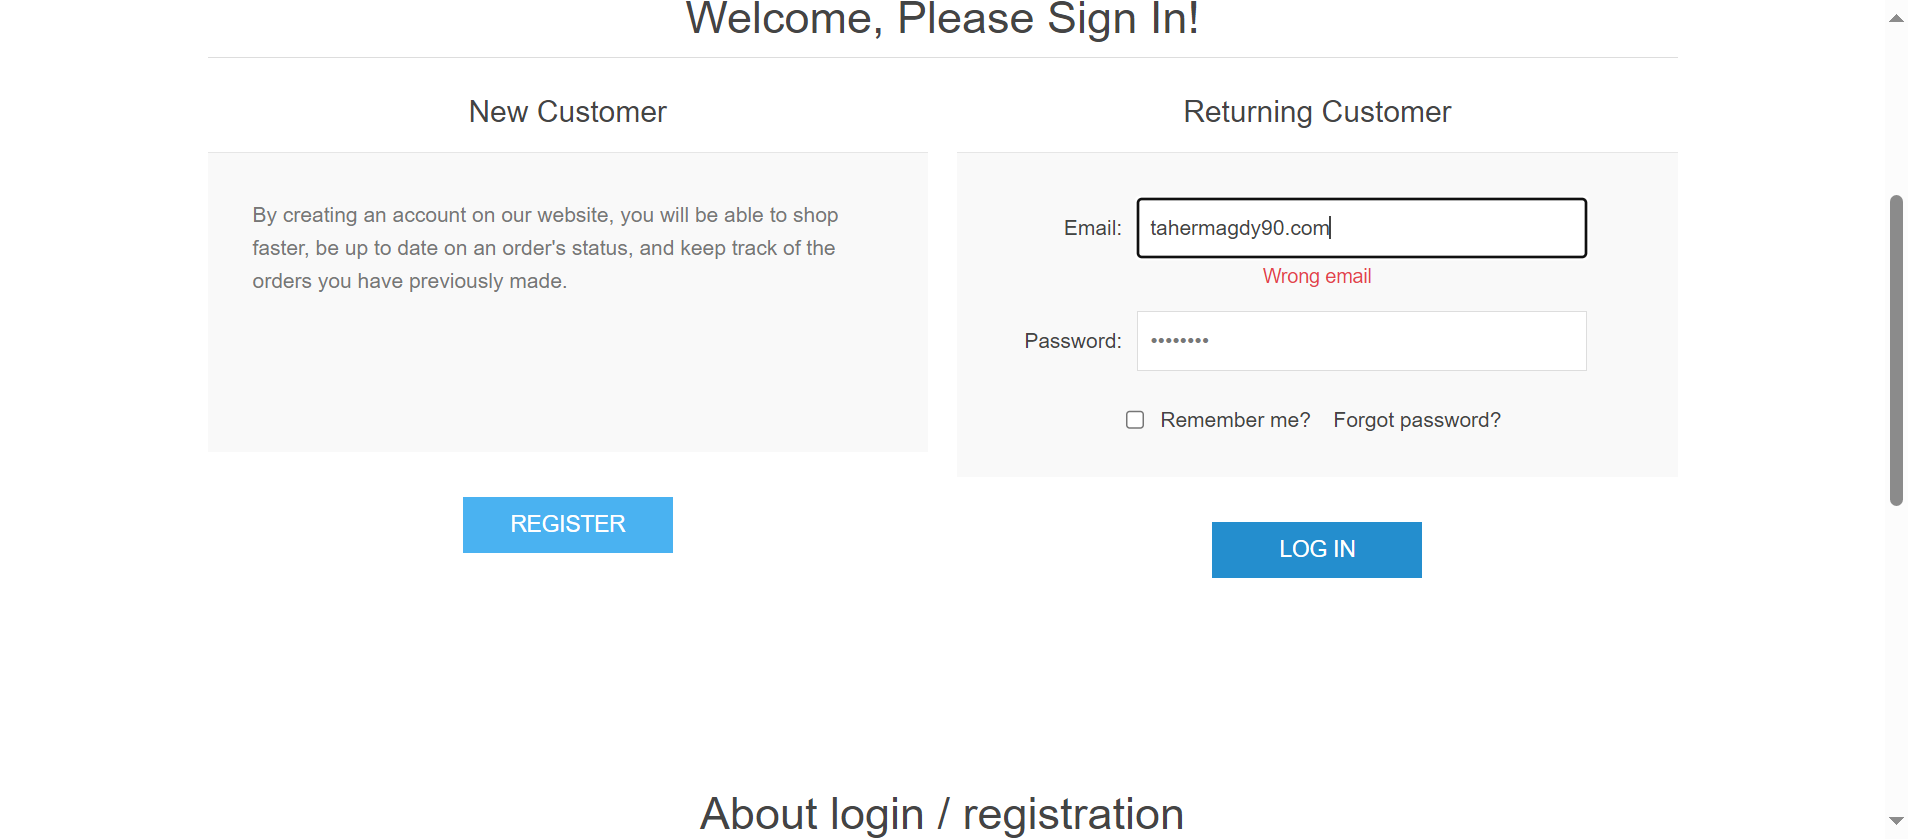 Welcome, Please Sign In!
New Customer
By creating an account on our website, you will be able to shop
faster, be up to date on an order's status, and keep track of the
orders you have previously made.
REGISTER
Returning Customer
Email: tahermagdy90.com
Wrong email
Password: ••••••••
Remember me? Forgot password?
LOG IN
About login / registration